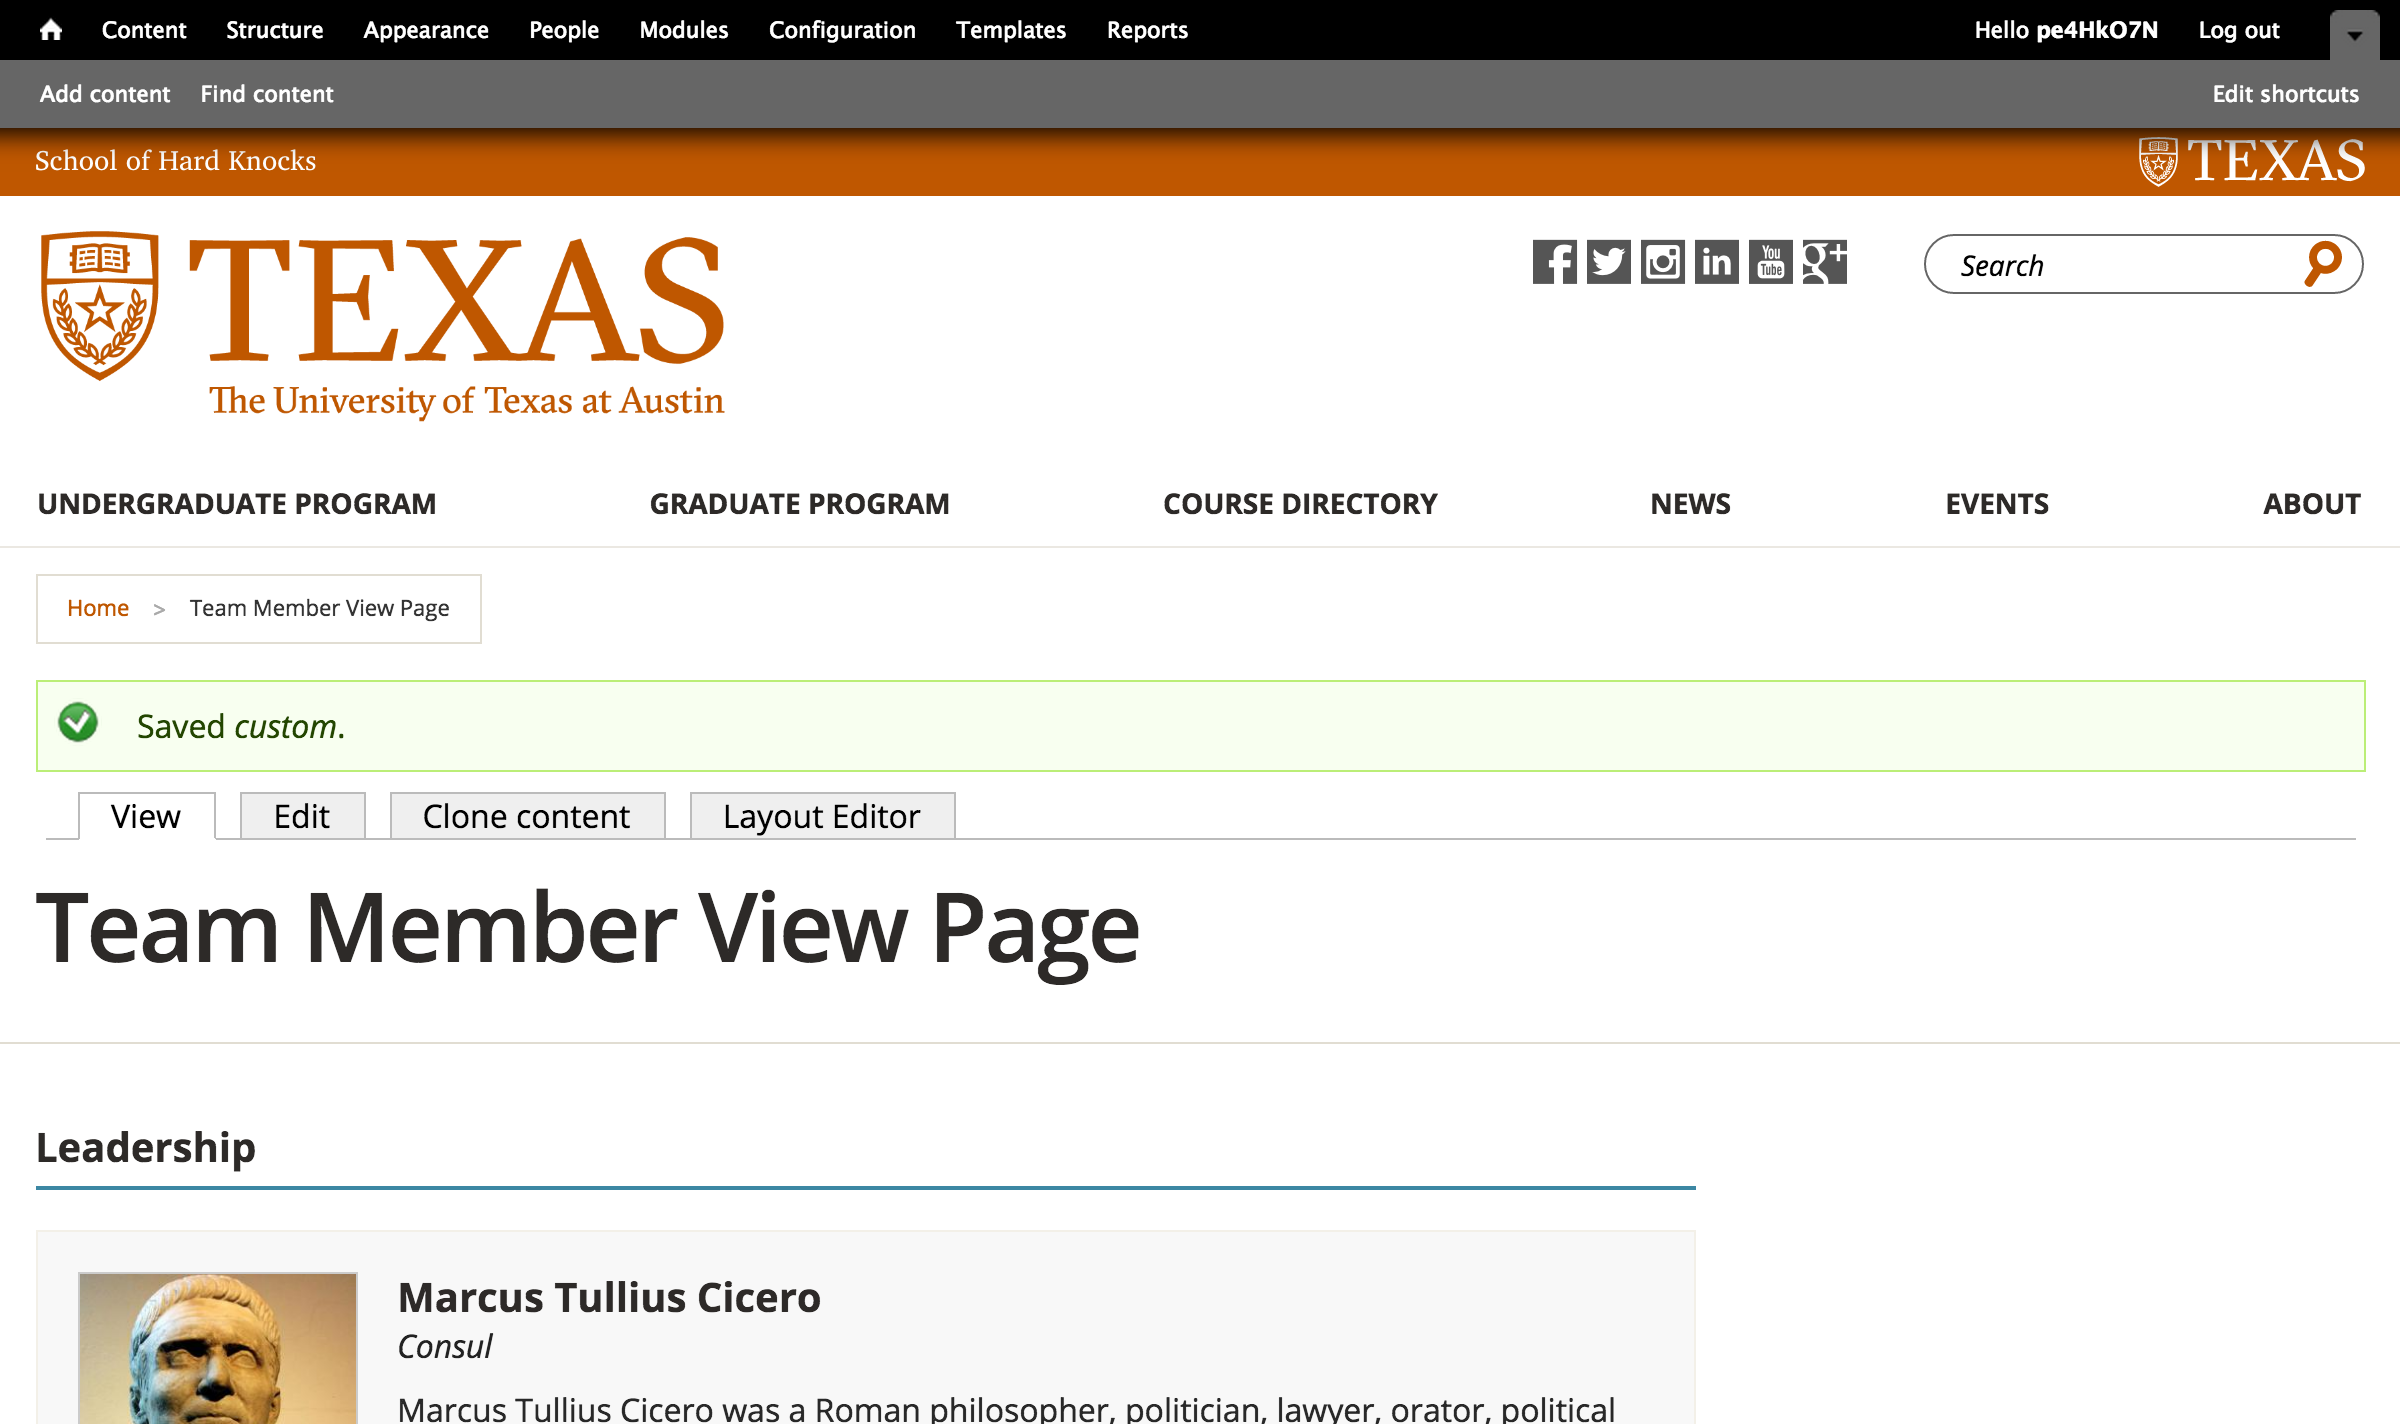 Content Structure Appearance People Modules Configuration Templates Reports Hello pe4HkO7N Log out
Add content Find content Edit shortcuts
School of Hard Knocks TEXAS
TEXAS
The University of Texas at Austin
You
Tube
Search
UNDERGRADUATE PROGRAM GRADUATE PROGRAM COURSE DIRECTORY NEWS EVENTS ABOUT
Home > Team Member View Page
Saved custom.
View Edit Clone content Layout Editor
Team Member View Page
Leadership
Marcus Tullius Cicero
Consul
Marcus Tullius Cicero was a Roman philosopher, politician, lawyer, orator, political